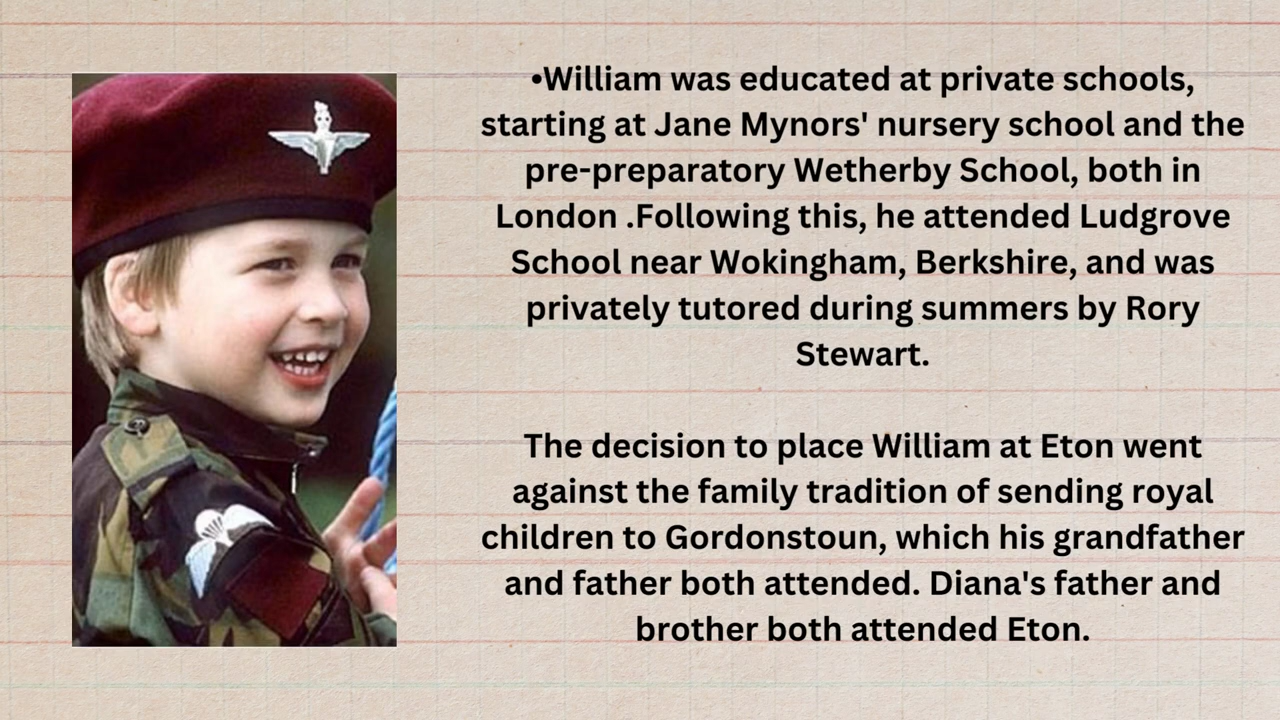 •William was educated at private schools,
starting at Jane Mynors' nursery school and the
pre-preparatory Wetherby School, both in
London .Following this, he attended Ludgrove
School near Wokingham, Berkshire, and was
privately tutored during summers by Rory
Stewart.
The decision to place William at Eton went
against the family tradition of sending royal
children to Gordonstoun, which his grandfather
and father both attended. Diana's father and
brother both attended Eton.